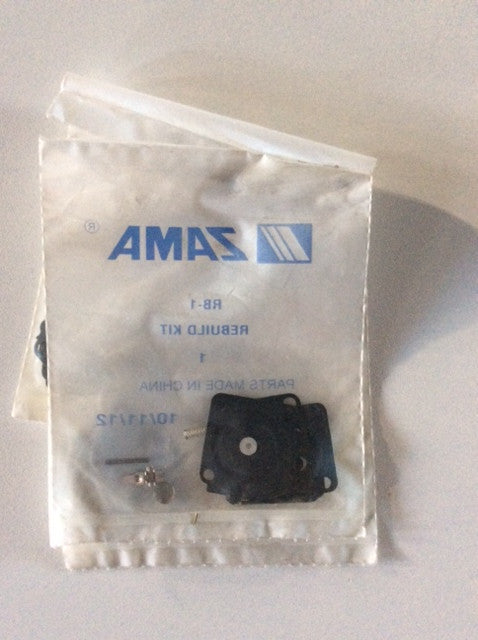 ZAMA ®
RB-1
REBUILD KIT
1
PARTS MADE IN CHINA
10/11/12